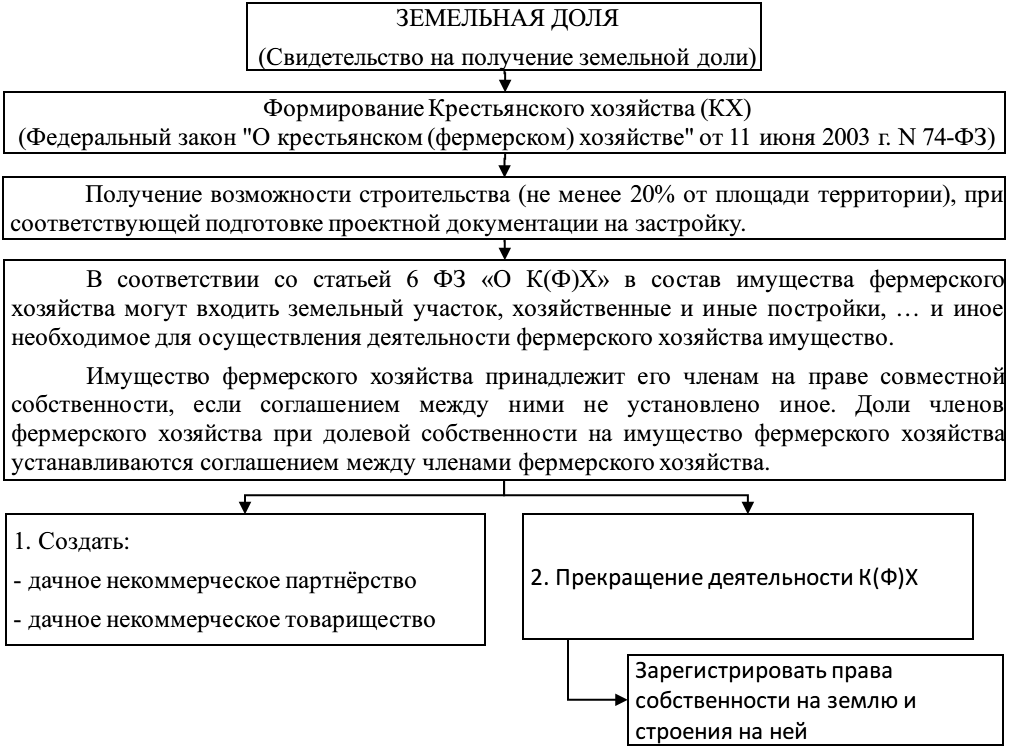 ЗЕМЕЛЬНАЯ ДОЛЯ
(Свидетельство на получение земельной доли)
Формирование Крестьянского хозяйства (КХ)
(Федеральный закон "О крестьянском (фермерском) хозяйстве" от 11 июня 2003 г. N 74-ФЗ)
Получение возможности строительства (не менее 20% от площади территории), при
соответствующей подготовке проектной документации на застройку.
В соответствии со статьей 6 ФЗ «О К(Ф)Х» в состав имущества фермерского
хозяйства могут входить земельный участок, хозяйственные и иные постройки, … и иное
необходимое для осуществления деятельности фермерского хозяйства имущество.
Имущество фермерского хозяйства принадлежит его членам на праве совместной
собственности, если соглашением между ними не установлено иное. Доли членов
фермерского хозяйства при долевой собственности на имущество фермерского хозяйства
устанавливаются соглашением между членами фермерского хозяйства.
1. Создать:
- дачное некоммерческое партнёрство
- дачное некоммерческое товарищество
2. Прекращение деятельности К(Ф)Х
Зарегистрировать права
собственности на землю и
строения на ней